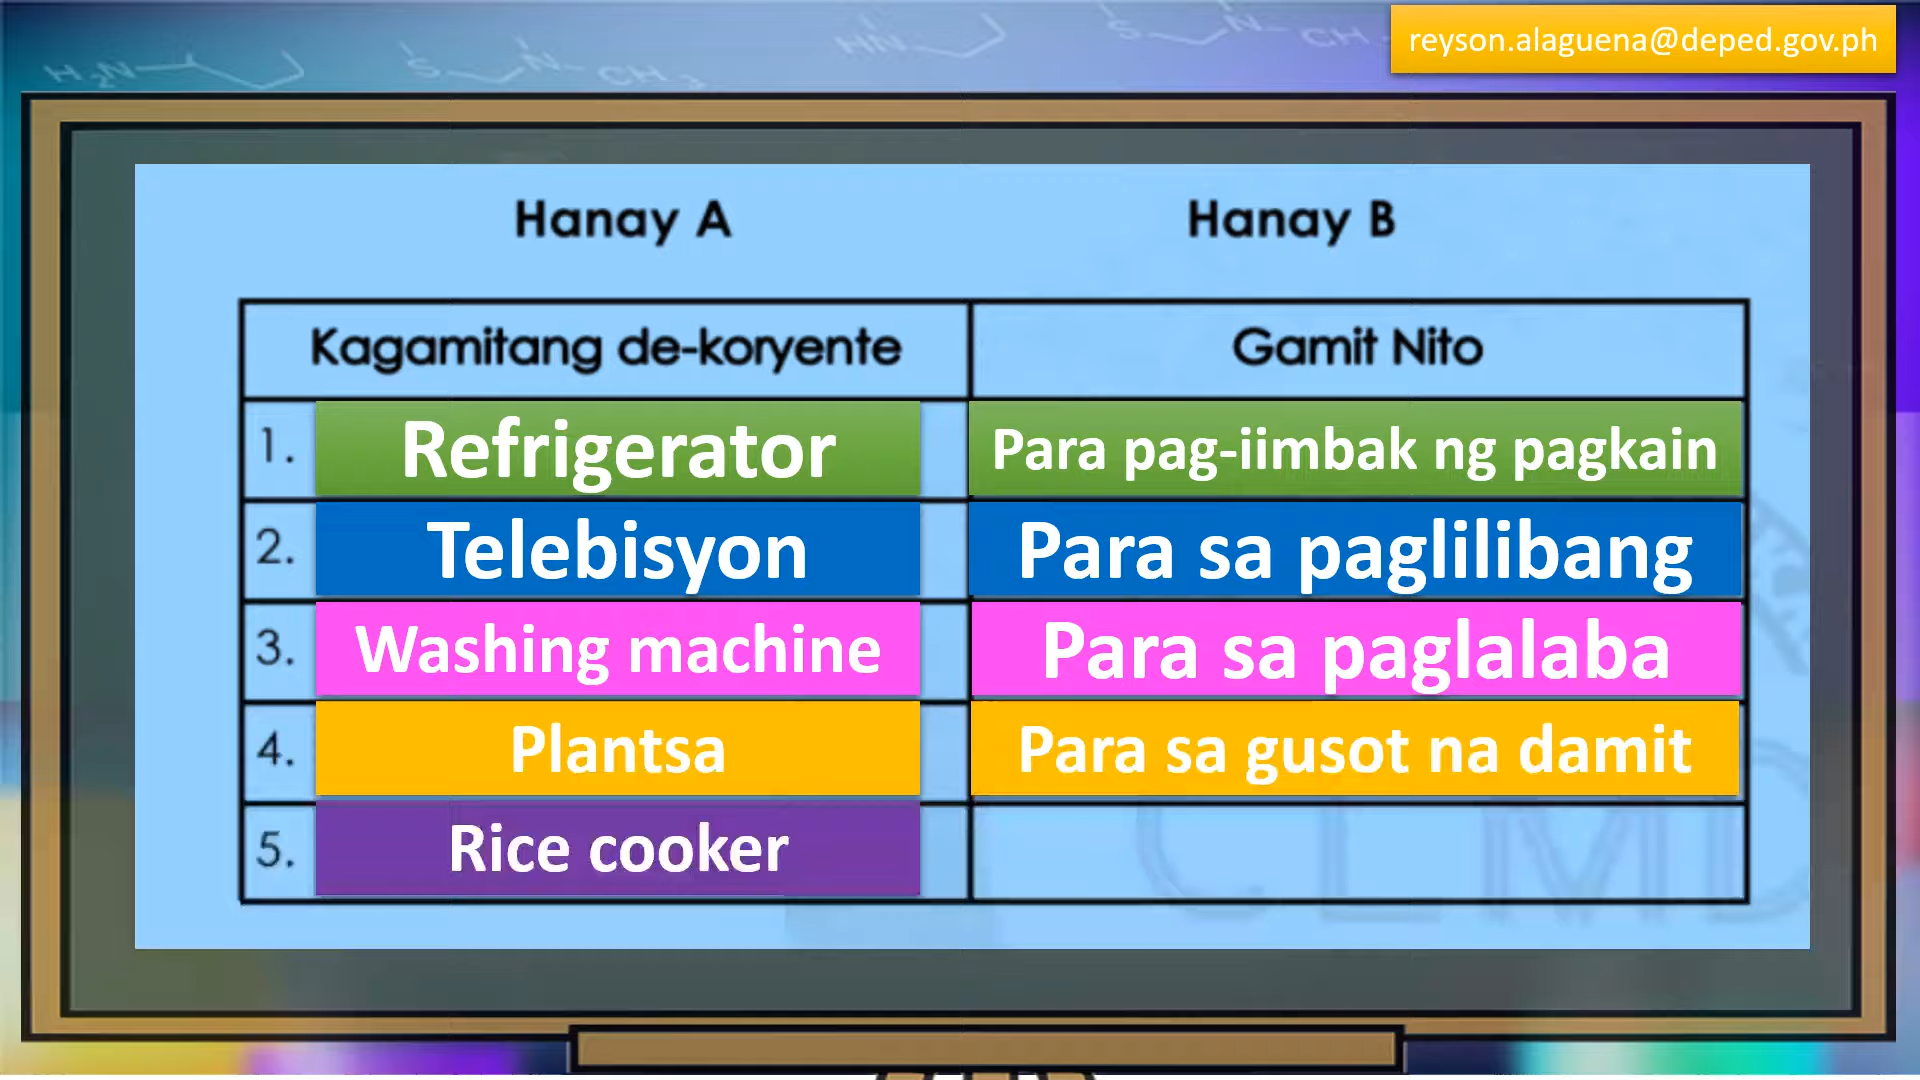 reyson.alaguena@deped.gov.ph
Hanay A Hanay B
Kagamitang de-koryente Gamit Nito
1. Refrigerator Para pag-iimbak ng pagkain
2. Telebisyon Para sa paglilibang
3. Washing machine Para sa paglalaba
4. Plantsa Para sa gusot na damit
5. Rice cooker